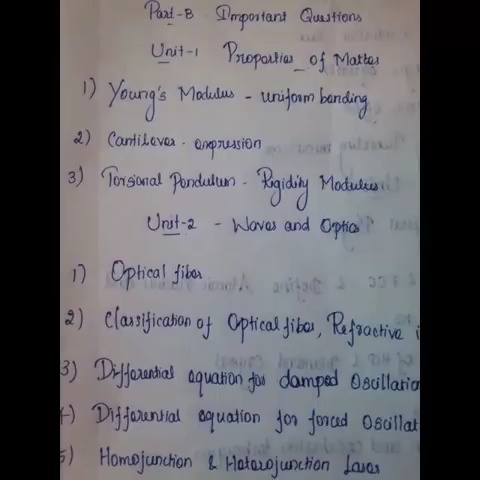 Part-B Important Questions
Unit-1 Properties of Matter
1) Young's Modulus - uniform bending
2) Cantilever - expression
3) Torsional Pendulum - Rigidity Modulus
Unit-2 - Waves and Optics
1) Optical fiber
2) Classification of Optical fiber, Refractive i
3) Differential equation for damped Oscillation
4) Differential equation for forced Oscillat
5) Homojunction & Heterojunction Laser